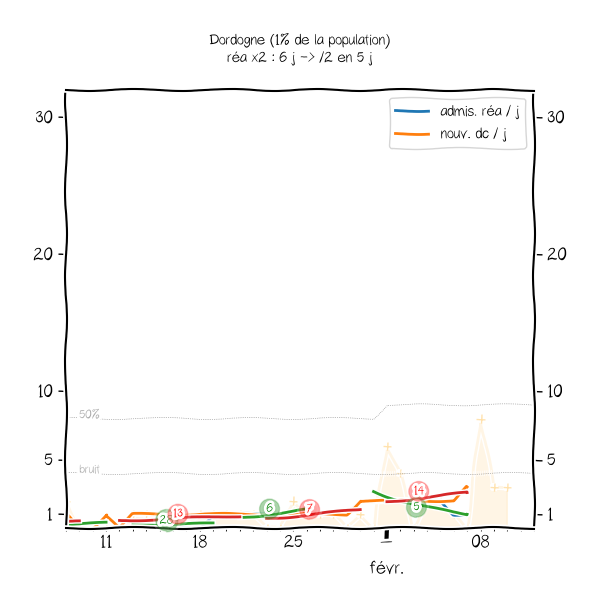 Dordogne (1% de la population)
réa x2 : 6 j -> /2 en 5 j
admis. réa / j
nouv. dc / j
30 30
20 20
10 10
50%
bruit
5 5
1 1
28 13 6 7 14 5
11 18 25 1 08
févr.